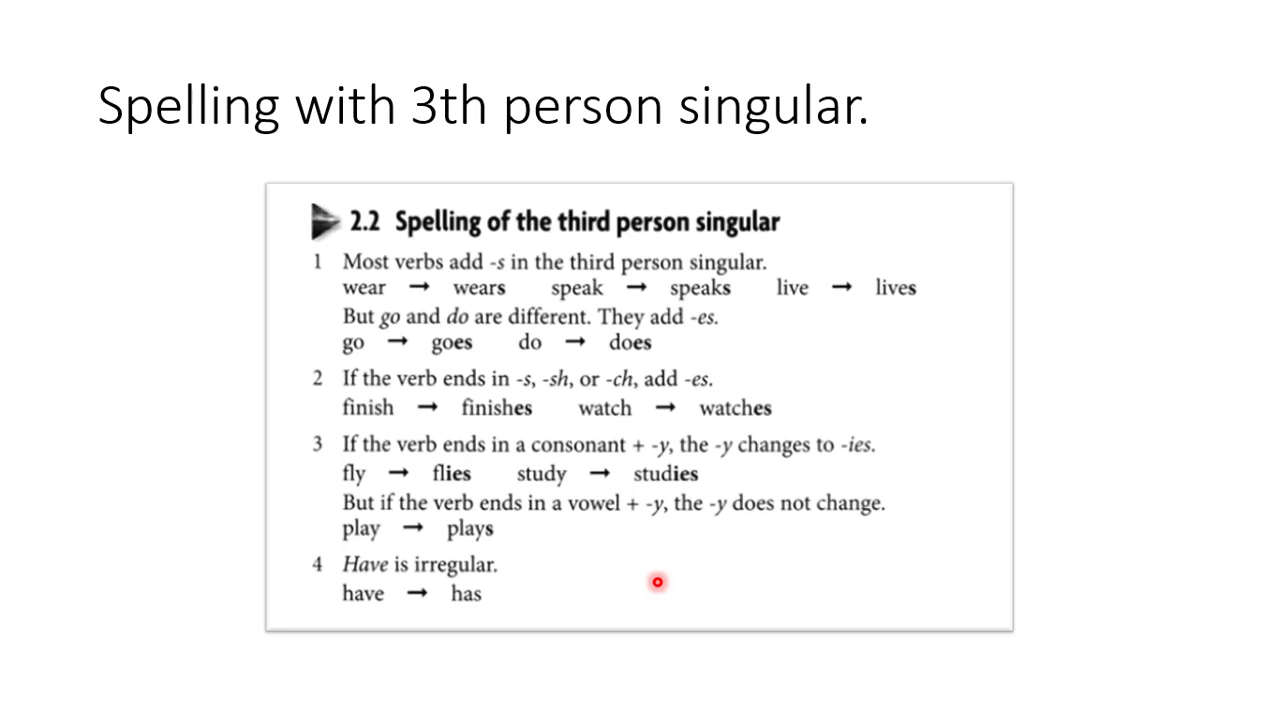 Spelling with 3th person singular.
2.2 Spelling of the third person singular
1 Most verbs add -s in the third person singular.
wear → wears speak → speaks live → lives
But go and do are different. They add -es.
go → goes do → does
2 If the verb ends in -s, -sh, or -ch, add -es.
finish → finishes watch → watches
3 If the verb ends in a consonant + -y, the -y changes to -ies.
fly → flies study → studies
But if the verb ends in a vowel + -y, the -y does not change.
play → plays
4 Have is irregular.
have → has